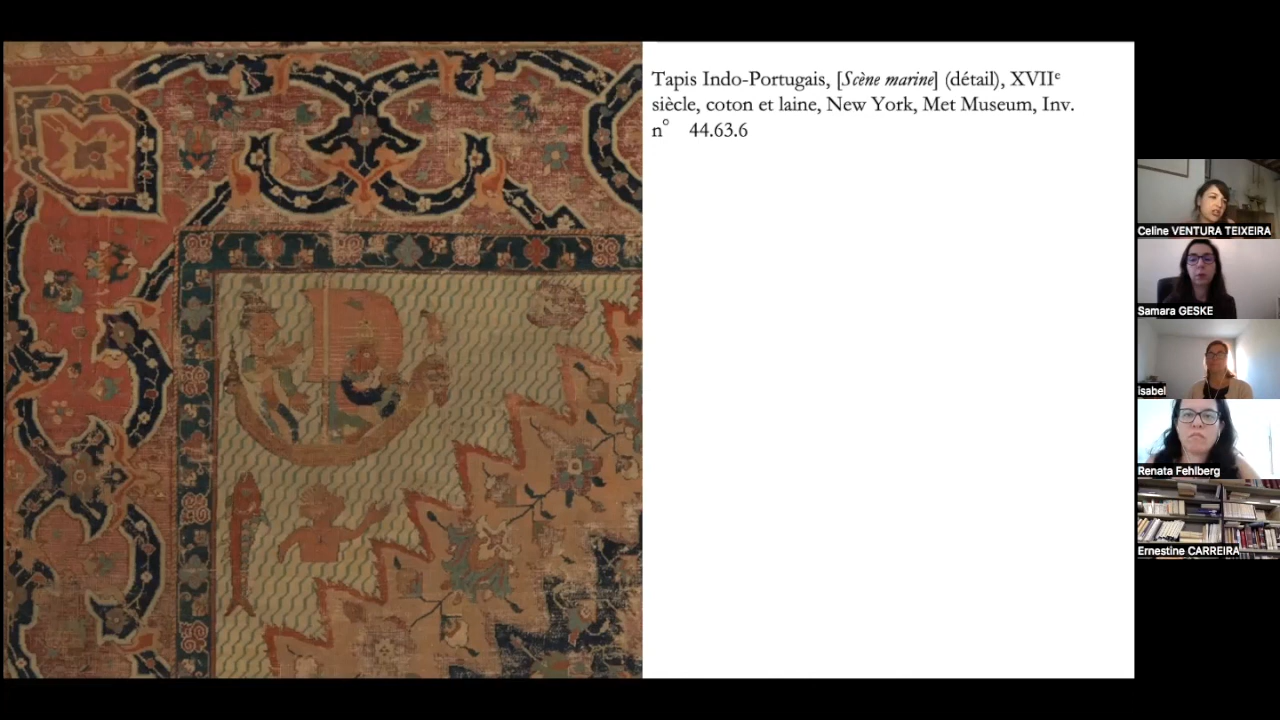 Tapis Indo-Portugais, [Scène marine] (détail), XVIIe
siècle, coton et laine, New York, Met Museum, Inv.
n° 44.63.6
Celine VENTURA TEIXEIRA
Samara GESKE
isabel
Renata Fehlberg
Ernestine CARREIRA